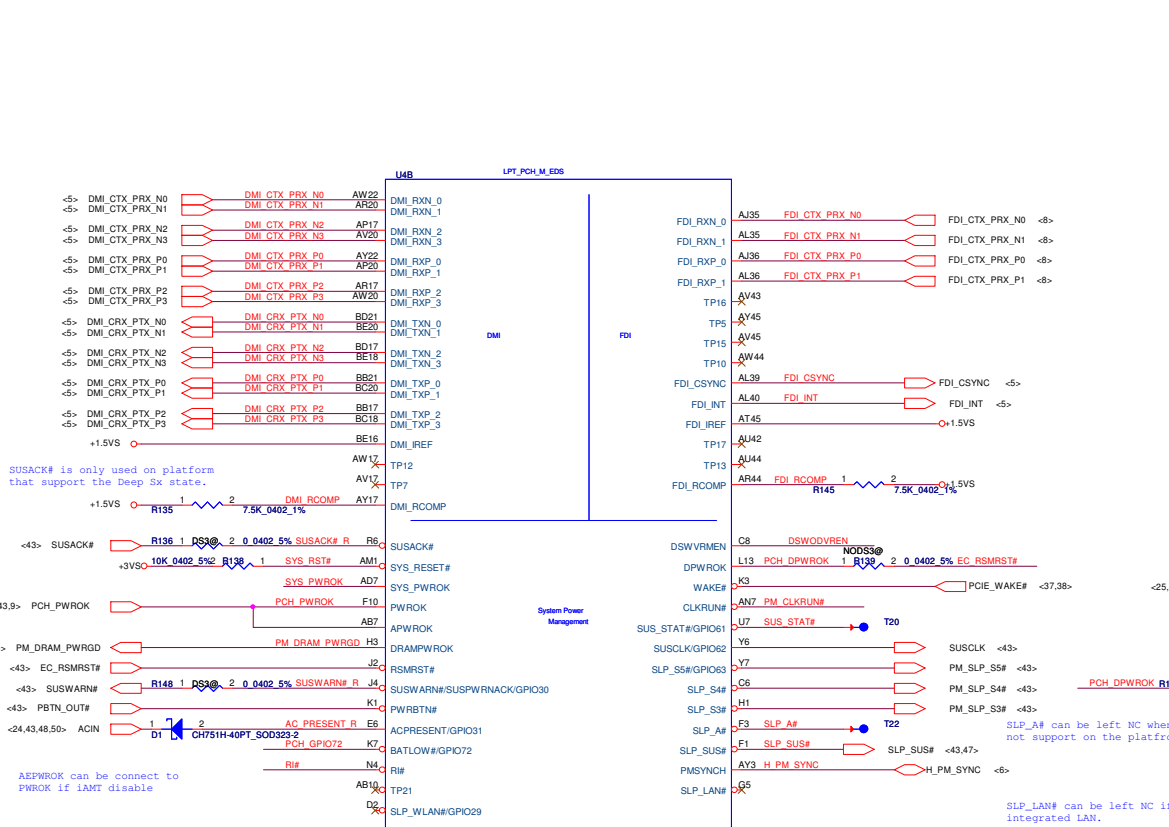 U4B LPT_PCH_M_EDS
<5> DMI_CTX_PRX_N0 DMI_CTX_PRX_N0 AW22 DMI_RXN_0
<5> DMI_CTX_PRX_N1 DMI_CTX_PRX_N1 AR20 DMI_RXN_1
FDI_RXN_0 AJ35 FDI_CTX_PRX_N0 FDI_CTX_PRX_N0 <8>
<5> DMI_CTX_PRX_N2 DMI_CTX_PRX_N2 AP17 DMI_RXN_2
<5> DMI_CTX_PRX_N3 DMI_CTX_PRX_N3 AV20 DMI_RXN_3
FDI_RXN_1 AL35 FDI_CTX_PRX_N1 FDI_CTX_PRX_N1 <8>
<5> DMI_CTX_PRX_P0 DMI_CTX_PRX_P0 AY22 DMI_RXP_0
FDI_RXP_0 AJ36 FDI_CTX_PRX_P0 FDI_CTX_PRX_P0 <8>
<5> DMI_CTX_PRX_P1 DMI_CTX_PRX_P1 AP20 DMI_RXP_1
FDI_RXP_1 AL36 FDI_CTX_PRX_P1 FDI_CTX_PRX_P1 <8>
<5> DMI_CTX_PRX_P2 DMI_CTX_PRX_P2 AR17 DMI_RXP_2
<5> DMI_CTX_PRX_P3 DMI_CTX_PRX_P3 AW20 DMI_RXP_3
TP16 AV43
<5> DMI_CRX_PTX_N0 DMI_CRX_PTX_N0 BD21 DMI_TXN_0
TP5 AY45
<5> DMI_CRX_PTX_N1 DMI_CRX_PTX_N1 BE20 DMI_TXN_1
DMI FDI
TP15 AV45
<5> DMI_CRX_PTX_N2 DMI_CRX_PTX_N2 BD17 DMI_TXN_2
<5> DMI_CRX_PTX_N3 DMI_CRX_PTX_N3 BE18 DMI_TXN_3
TP10 AW44
<5> DMI_CRX_PTX_P0 DMI_CRX_PTX_P0 BB21 DMI_TXP_0
FDI_CSYNC AL39 FDI_CSYNC FDI_CSYNC <5>
<5> DMI_CRX_PTX_P1 DMI_CRX_PTX_P1 BC20 DMI_TXP_1
FDI_INT AL40 FDI_INT FDI_INT <5>
<5> DMI_CRX_PTX_P2 DMI_CRX_PTX_P2 BB17 DMI_TXP_2
<5> DMI_CRX_PTX_P3 DMI_CRX_PTX_P3 BC18 DMI_TXP_3
FDI_IREF AT45 +1.5VS
+1.5VS BE16 DMI_IREF
TP17 AU42
SUSACK# is only used on platform
that support the Deep Sx state.
AW17 TP12
TP13 AU44
AV17 TP7
FDI_RCOMP AR44 FDI_RCOMP R145 1 2 7.5K_0402_1% +1.5VS
+1.5VS R135 1 2 7.5K_0402_1% DMI_RCOMP AY17 DMI_RCOMP
<43> SUSACK# R136 1 DS3@ 2 0_0402_5% SUSACK#_R R6 SUSACK#
DSWVRMEN C8 DSWODVREN
NODS3@
+3VS 10K_0402_5% 2 R138 1 SYS_RST# AM1 SYS_RESET#
DPWROK L13 PCH_DPWROK 1 R139 2 0_0402_5% EC_RSMRST#
SYS_PWROK AD7 SYS_PWROK
WAKE# K3 PCIE_WAKE# <37,38>
<25,
43,9> PCH_PWROK PCH_PWROK F10 PWROK
CLKRUN# AN7 PM_CLKRUN#
System Power
Management
AB7 APWROK
SUS_STAT#/GPIO61 U7 SUS_STAT# T20
> PM_DRAM_PWRGD PM_DRAM_PWRGD H3 DRAMPWROK
SUSCLK/GPIO62 Y6 SUSCLK <43>
<43> EC_RSMRST# J2 RSMRST#
SLP_S5#/GPIO63 Y7 PM_SLP_S5# <43>
<43> SUSWARN# R148 1 DS3@ 2 0_0402_5% SUSWARN#_R J4 SUSWARN#/SUSPWRNACK/GPIO30
SLP_S4# C6 PM_SLP_S4# <43>
PCH_DPWROK R1
<43> PBTN_OUT# K1 PWRBTN#
SLP_S3# H1 PM_SLP_S3# <43>
<24,43,48,50> ACIN 1 D1 2 CH751H-40PT_SOD323-2 AC_PRESENT_R E6 ACPRESENT/GPIO31
SLP_A# F3 SLP_A# T22
SLP_A# can be left NC when
not support on the platfro
PCH_GPIO72 K7 BATLOW#/GPIO72
SLP_SUS# F1 SLP_SUS# SLP_SUS# <43,47>
RI# N4 RI#
PMSYNCH AY3 H_PM_SYNC H_PM_SYNC <6>
AEPWROK can be connect to
PWROK if iAMT disable
AB10 TP21
SLP_LAN# G5
D2 SLP_WLAN#/GPIO29
SLP_LAN# can be left NC if
integrated LAN.